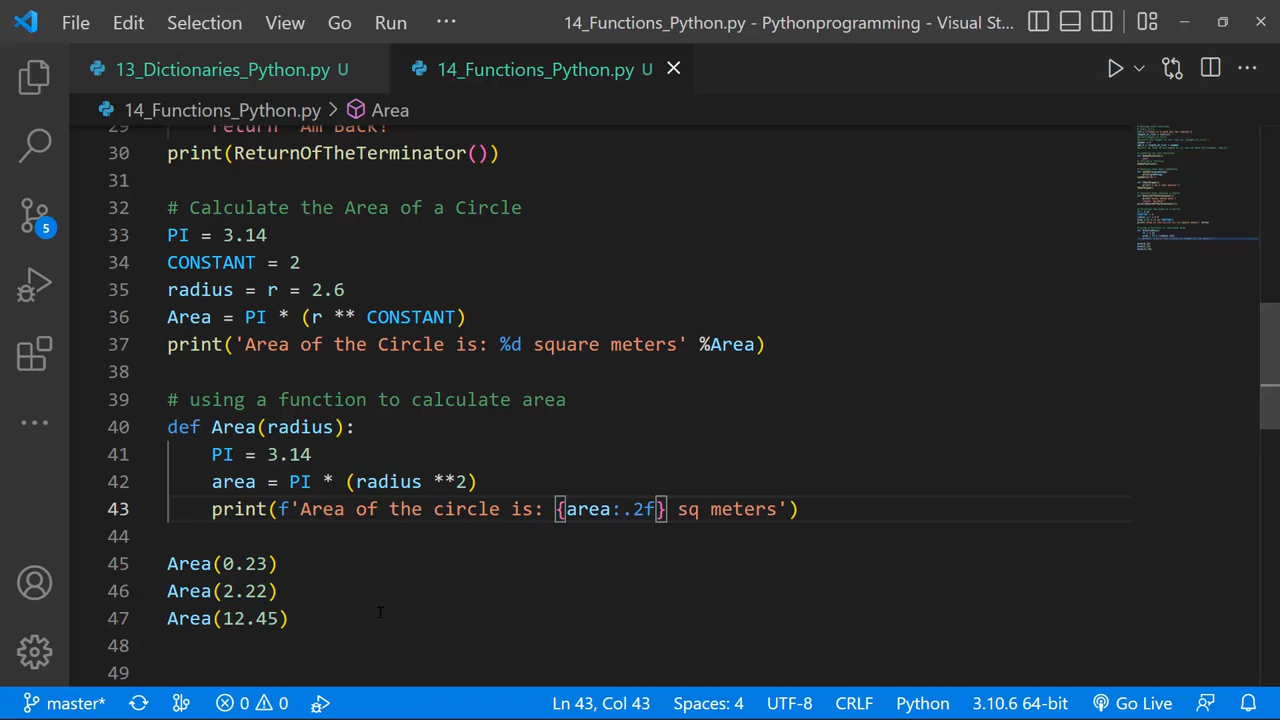 File Edit Selection View Go Run ··· 14_Functions_Python.py - Pythonprogramming - Visual St...
13_Dictionaries_Python.py U 14_Functions_Python.py U
14_Functions_Python.py > Area
29 return "Am Back!"
30 print(ReturnOfTheTerminator())
31
32 # Calculate the Area of a Circle
33 PI = 3.14
34 CONSTANT = 2
35 radius = r = 2.6
36 Area = PI * (r ** CONSTANT)
37 print('Area of the Circle is: %d square meters' %Area)
38
39 # using a function to calculate area
40 def Area(radius):
41 PI = 3.14
42 area = PI * (radius **2)
43 print(f'Area of the circle is: {area:.2f} sq meters')
44
45 Area(0.23)
46 Area(2.22)
47 Area(12.45)
48
49
5
master* 0 0 Ln 43, Col 43 Spaces: 4 UTF-8 CRLF Python 3.10.6 64-bit Go Live